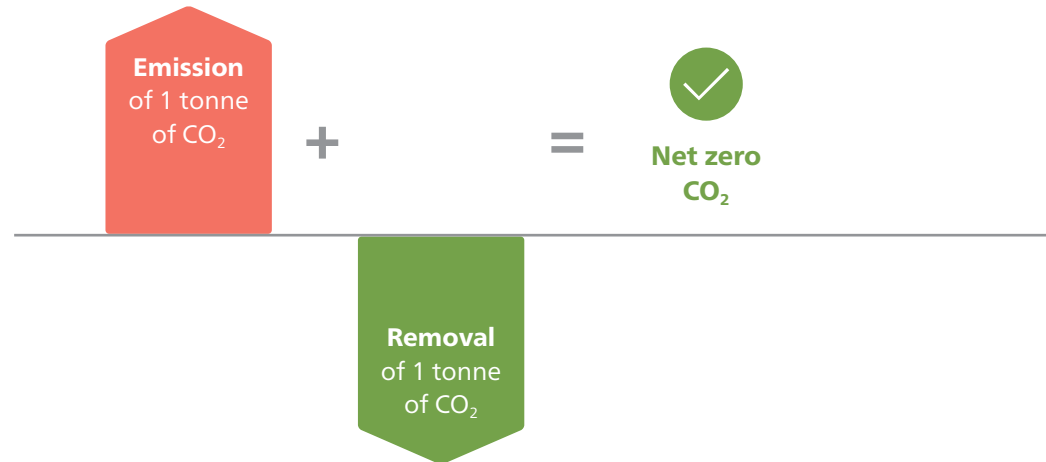 Emission
of 1 tonne
of CO₂
+
=
Net zero
CO₂
Removal
of 1 tonne
of CO₂